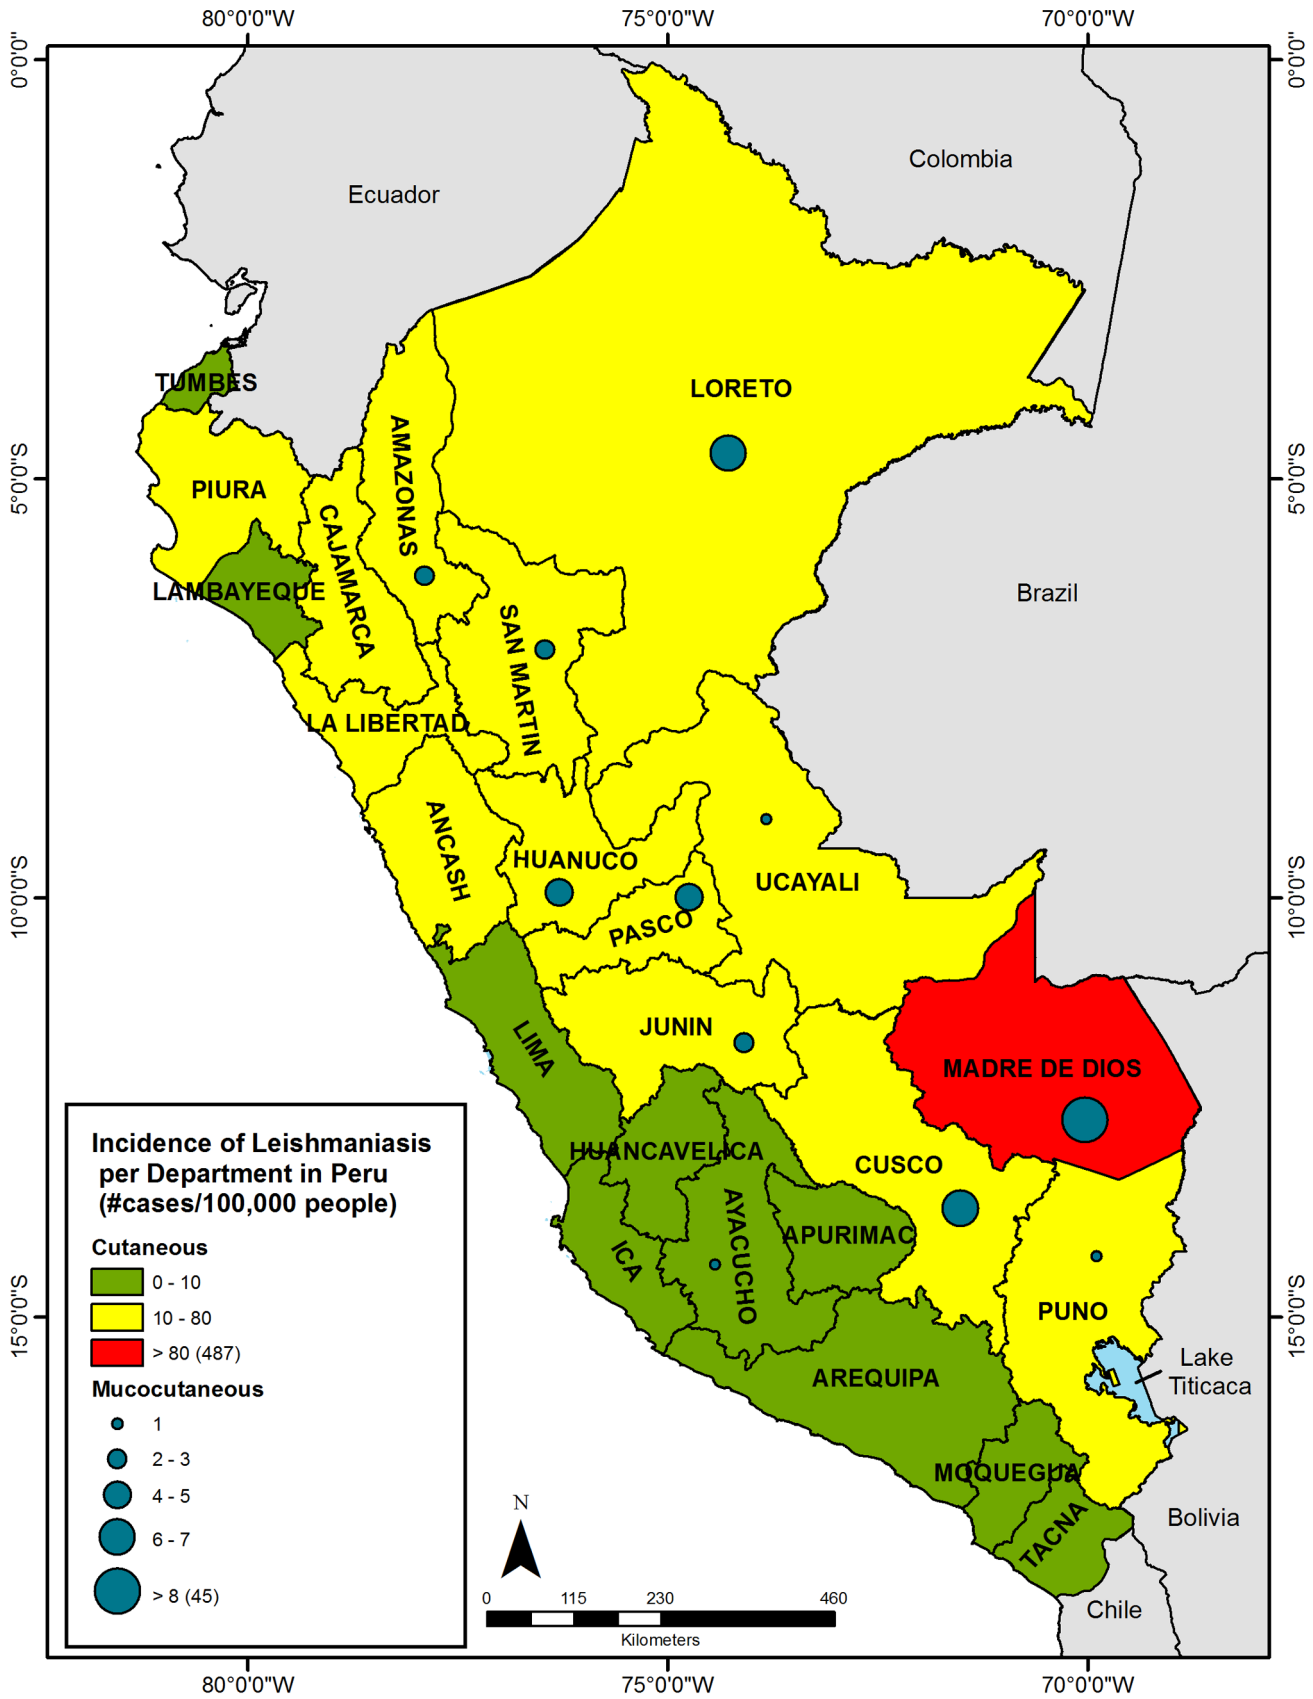 80°0'0"W
75°0'0"W
70°0'0"W
0°0'0"
0°0'0"
Colombia
Ecuador
TUMBES
LORETO
AMAZONAS
5°0'0"S
5°0'0"S
PIURA
CAJAMARCA
LAMBAYEQUE
Brazil
SAN MARTIN
LA LIBERTAD
ANCASH
HUANUCO
UCAYALI
10°0'0"S
10°0'0"S
PASCO
JUNIN
LIMA
MADRE DE DIOS
HUANCAVELICA
CUSCO
AYACUCHO
APURIMAC
ICA
PUNO
15°0'0"S
15°0'0"S
Lake
Titicaca
AREQUIPA
MOQUEGUA
TACNA
Bolivia
Chile
Incidence of Leishmaniasis
per Department in Peru
(#cases/100,000 people)
Cutaneous
0 - 10
10 - 80
> 80 (487)
Mucocutaneous
1
2 - 3
4 - 5
6 - 7
> 8 (45)
N
0 115 230 460
Kilometers
80°0'0"W
75°0'0"W
70°0'0"W